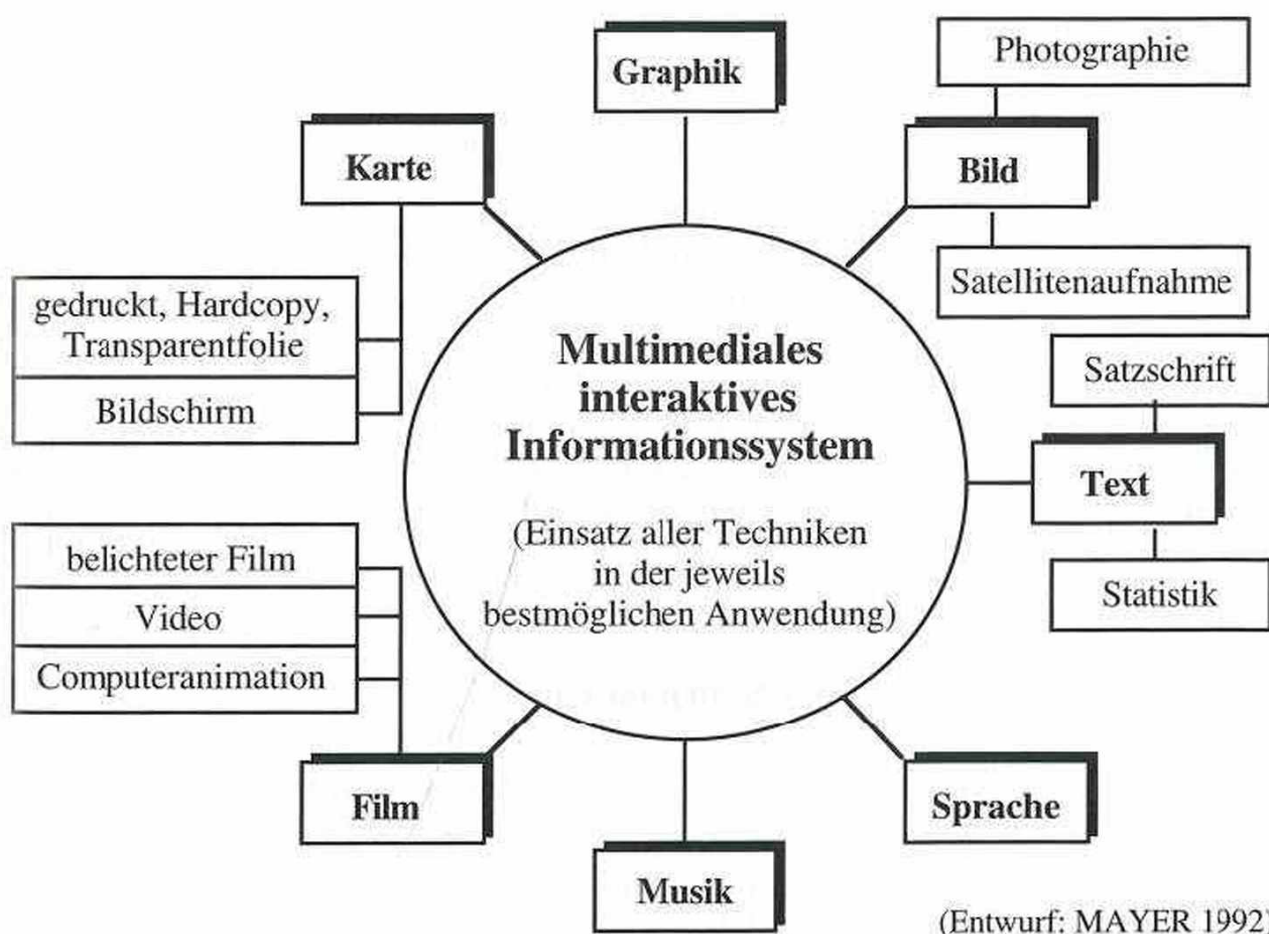 Graphik
Photographie
Karte
Bild
Satellitenaufnahme
gedruckt, Hardcopy,
Transparentfolie
Bildschirm
Multimediales
interaktives
Informationssystem
(Einsatz aller Techniken
in der jeweils
bestmöglichen Anwendung)
Satzschrift
Text
Statistik
belichteter Film
Video
Computeranimation
Film
Sprache
Musik
(Entwurf: MAYER 1992)